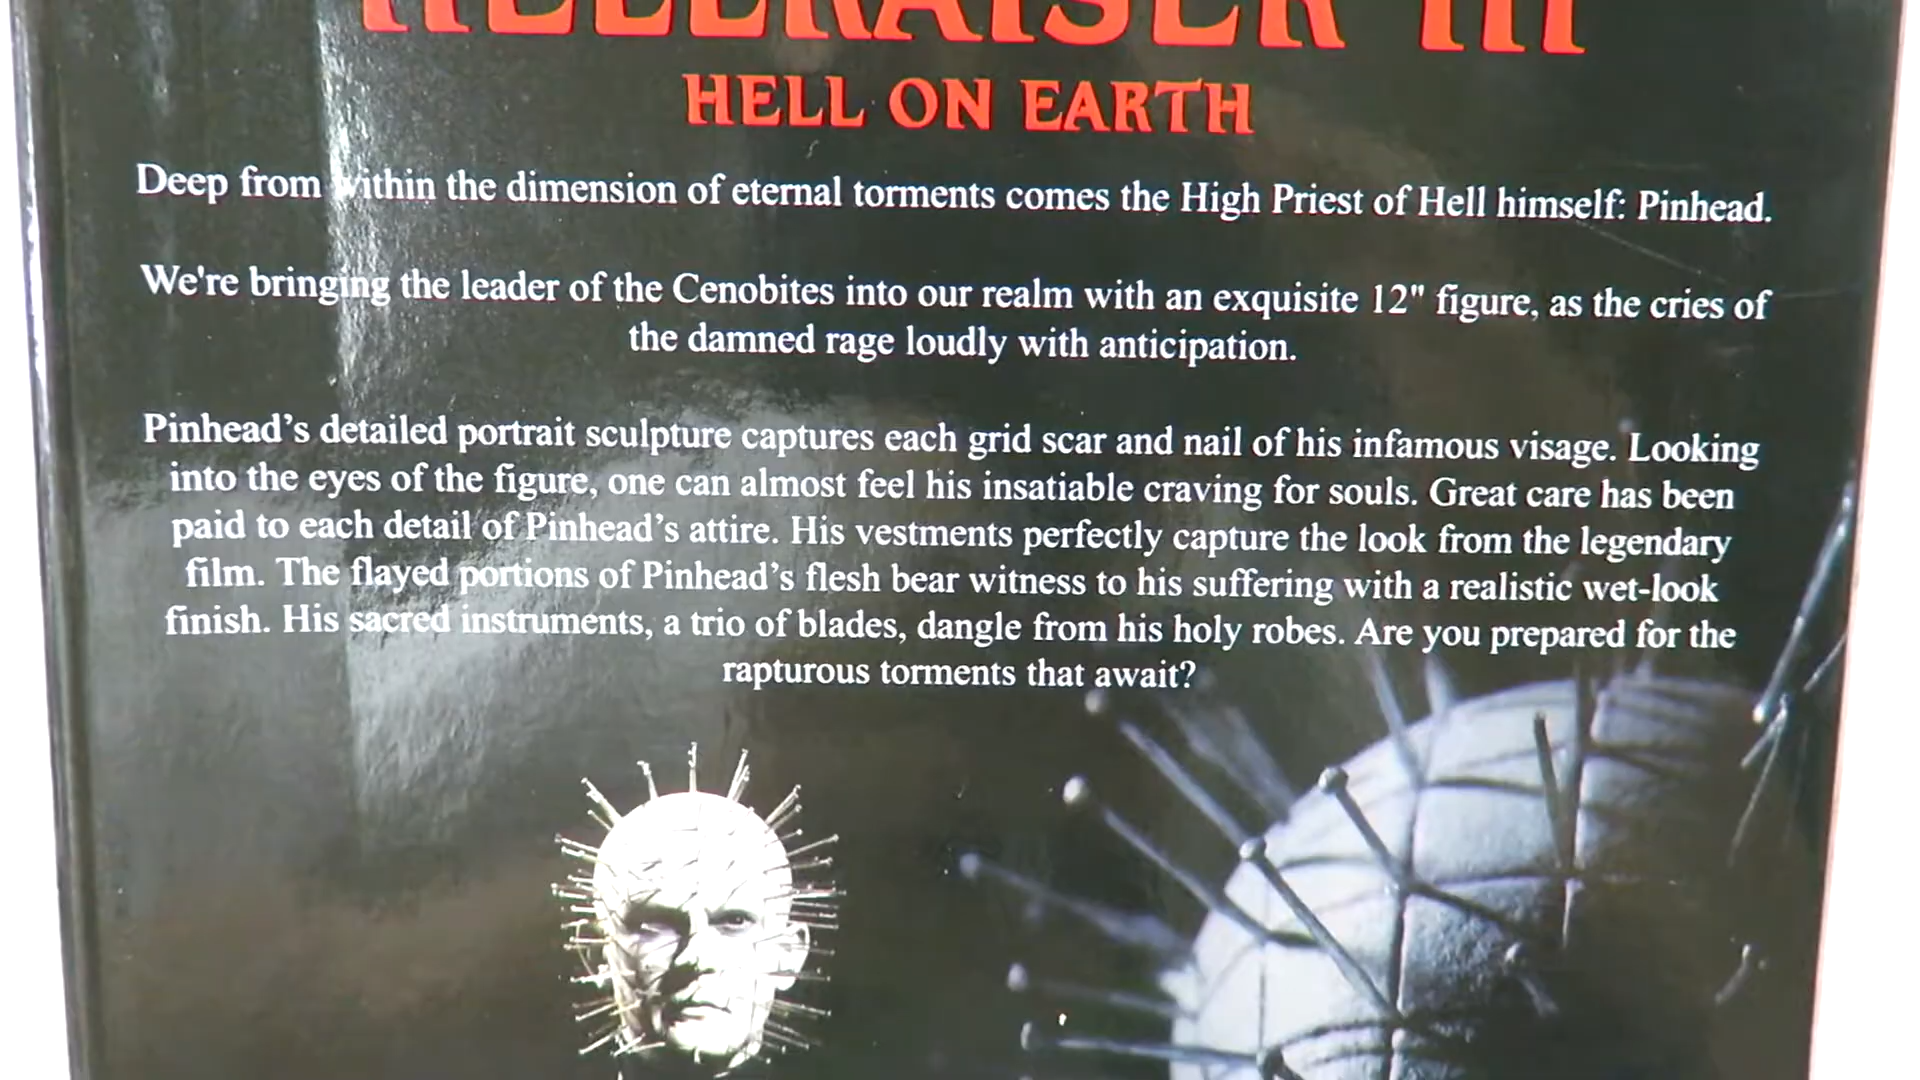 HELLRAISER III
HELL ON EARTH
Deep from within the dimension of eternal torments comes the High Priest of Hell himself: Pinhead.
We're bringing the leader of the Cenobites into our realm with an exquisite 12" figure, as the cries of
the damned rage loudly with anticipation.
Pinhead’s detailed portrait sculpture captures each grid scar and nail of his infamous visage. Looking
into the eyes of the figure, one can almost feel his insatiable craving for souls. Great care has been
paid to each detail of Pinhead’s attire. His vestments perfectly capture the look from the legendary
film. The flayed portions of Pinhead’s flesh bear witness to his suffering with a realistic wet-look
finish. His sacred instruments, a trio of blades, dangle from his holy robes. Are you prepared for the
rapturous torments that await?